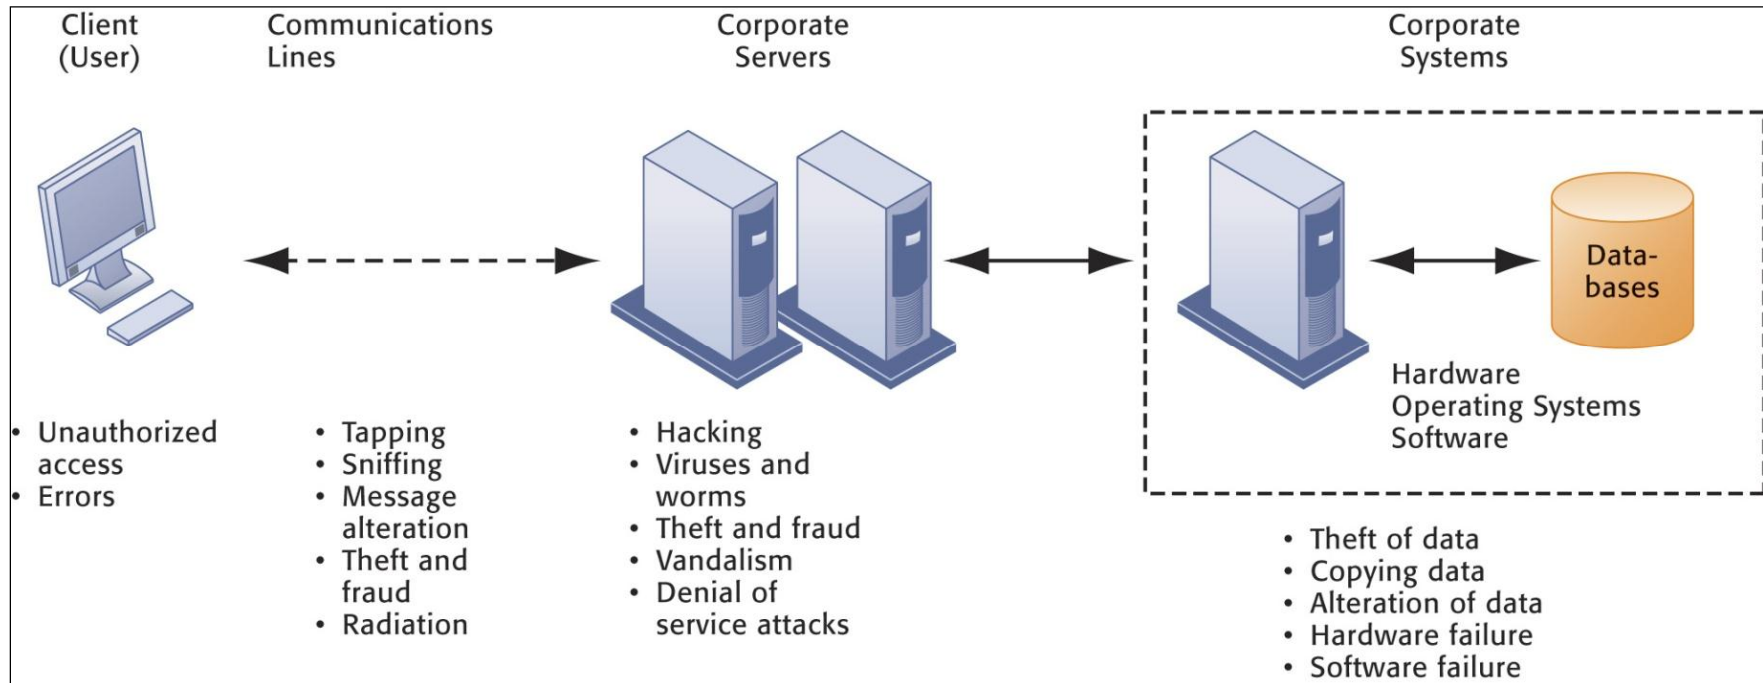 Client
(User)
Communications
Lines
Corporate
Servers
Corporate
Systems
Data-
bases
Hardware
Operating Systems
Software
• Unauthorized
access
• Errors
• Tapping
• Sniffing
• Message
alteration
• Theft and
fraud
• Radiation
• Hacking
• Viruses and
worms
• Theft and fraud
• Vandalism
• Denial of
service attacks
• Theft of data
• Copying data
• Alteration of data
• Hardware failure
• Software failure